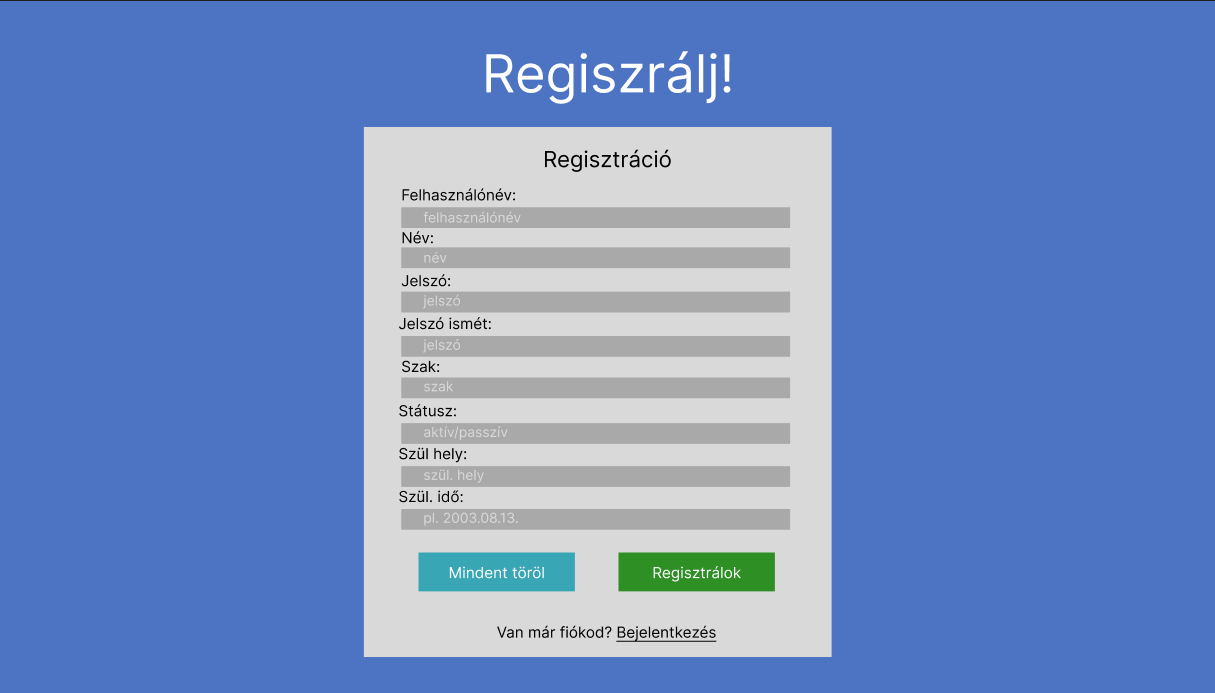 Regiszrálj!
Regisztráció
Felhasználónév:
felhasználónév
Név:
név
Jelszó:
jelszó
Jelszó ismét:
jelszó
Szak:
szak
Státusz:
aktív/passzív
Szül hely:
szül. hely
Szül. idő:
pl. 2003.08.13.
Mindent töröl
Regisztrálok
Van már fiókod? Bejelentkezés